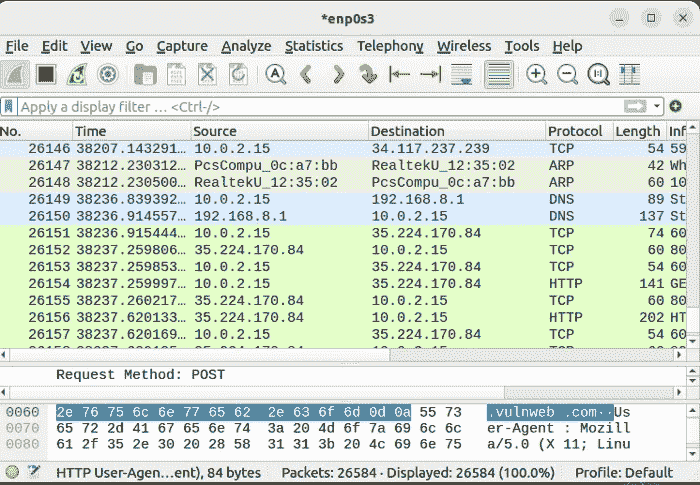 *enp0s3
File Edit View Go Capture Analyze Statistics Telephony Wireless Tools Help
Apply a display filter … <Ctrl-/>
No. Time Source Destination Protocol Length Inf
26146 38207.143291… 10.0.2.15 34.117.237.239 TCP 54 59
26147 38212.230312… PcsCompu_0c:a7:bb RealtekU_12:35:02 ARP 42 Wh
26148 38212.230500… RealtekU_12:35:02 PcsCompu_0c:a7:bb ARP 60 10
26149 38236.839392… 10.0.2.15 192.168.8.1 DNS 89 St
26150 38236.914557… 192.168.8.1 10.0.2.15 DNS 137 St
26151 38236.915444… 10.0.2.15 35.224.170.84 TCP 74 60
26152 38237.259806… 35.224.170.84 10.0.2.15 TCP 60 80
26153 38237.259853… 10.0.2.15 35.224.170.84 TCP 54 60
26154 38237.259997… 10.0.2.15 35.224.170.84 HTTP 141 GE
26155 38237.260217… 35.224.170.84 10.0.2.15 TCP 60 80
26156 38237.620133… 35.224.170.84 10.0.2.15 HTTP 202 HT
26157 38237.620169… 10.0.2.15 35.224.170.84 TCP 54 60
Request Method: POST
0060 2e 76 75 6c 6e 77 65 62 2e 63 6f 6d 0d 0a 55 73 .vulnweb .com··Us
0070 65 72 2d 41 67 65 6e 74 3a 20 4d 6f 7a 69 6c 6c er-Agent : Mozill
0080 61 2f 35 2e 30 20 28 58 31 31 3b 20 4c 69 6e 75 a/5.0 (X 11; Linu
HTTP User-Agen…ent), 84 bytes Packets: 26584 · Displayed: 26584 (100.0%) Profile: Default